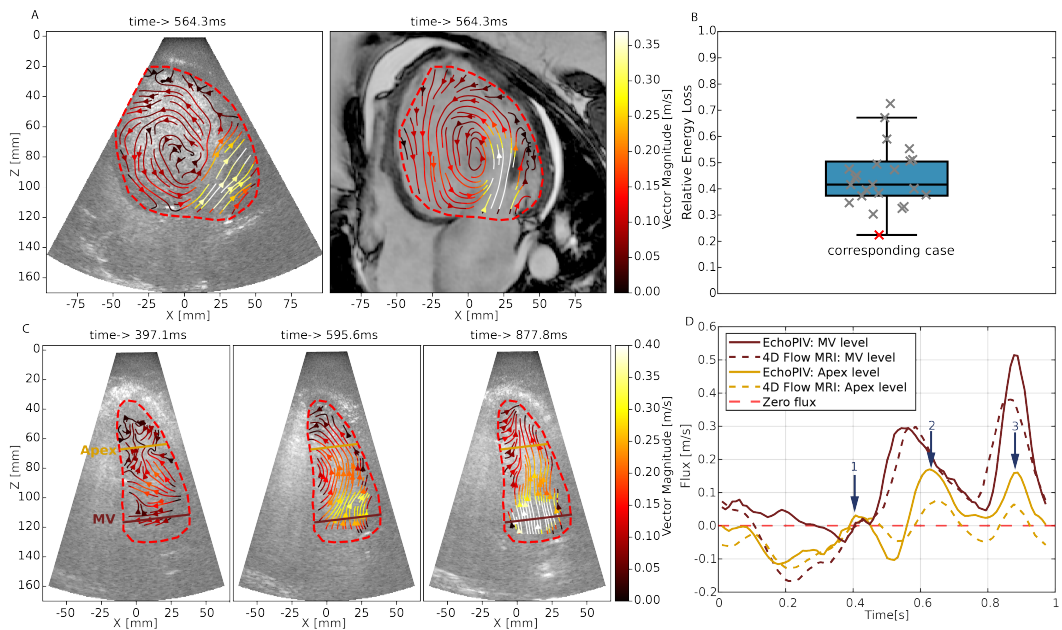 A
time-> 564.3ms
time-> 564.3ms
0
20
40
60
80
100
120
140
160
Z [mm]
-75 -50 -25 0 25 50 75
X [mm]
-75 -50 -25 0 25 50 75
X [mm]
0.35
0.30
0.25
0.20
0.15
0.10
0.05
0.00
Vector Magnitude [m/s]
B
1.0
0.9
0.8
0.7
0.6
0.5
0.4
0.3
0.2
0.1
0
Relative Energy Loss
corresponding case
C
time-> 397.1ms
time-> 595.6ms
time-> 877.8ms
0
20
40
60
80
100
120
140
160
Z [mm]
Apex
MV
-50 -25 0 25 50
X [mm]
-50 -25 0 25 50
X [mm]
-50 -25 0 25 50
X [mm]
0.40
0.35
0.30
0.25
0.20
0.15
0.10
0.05
0.00
Vector Magnitude [m/s]
D
0.6
0.5
0.4
0.3
0.2
0.1
0.0
-0.1
-0.2
Flux [m/s]
EchoPIV: MV level
4D Flow MRI: MV level
EchoPIV: Apex level
4D Flow MRI: Apex level
Zero flux
1
2
3
0 0.2 0.4 0.6 0.8 1
Time[s]